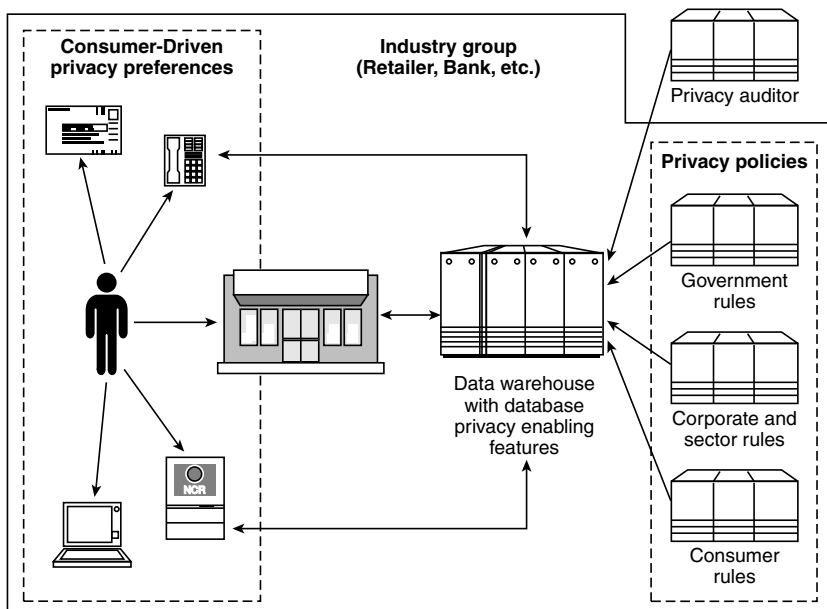 Consumer-Driven
privacy preferences
Industry group
(Retailer, Bank, etc.)
Privacy auditor
Privacy policies
Government
rules
Data warehouse
with database
privacy enabling
features
Corporate and
sector rules
NCR
Consumer
rules